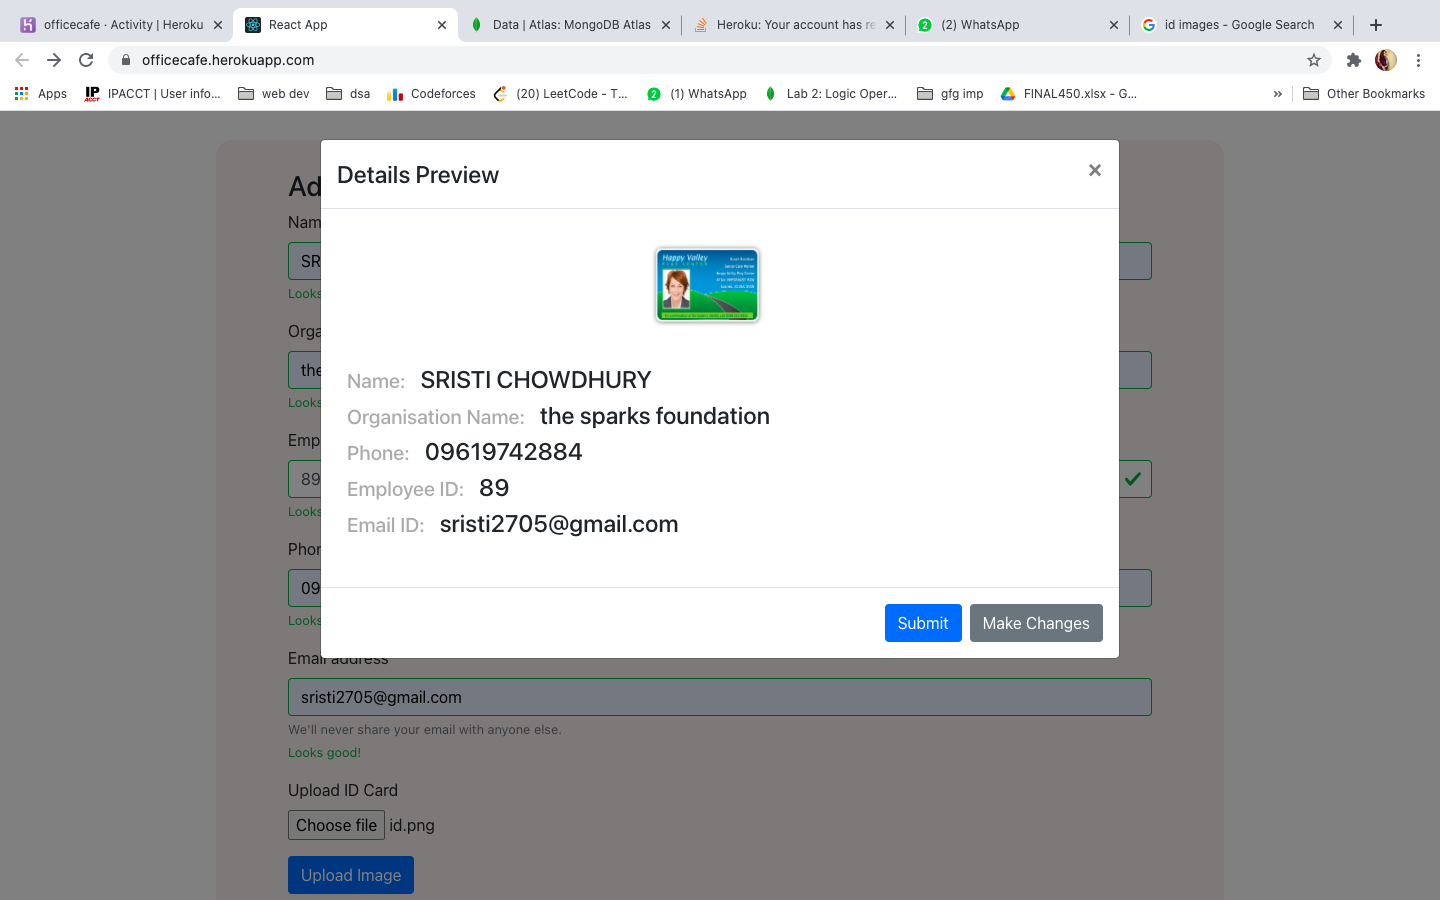 officecafe · Activity | Heroku
React App
Data | Atlas: MongoDB Atlas
Heroku: Your account has re
(2) WhatsApp
id images - Google Search
officecafe.herokuapp.com
Apps
IPACCT | User info...
web dev
dsa
Codeforces
(20) LeetCode - T...
(1) WhatsApp
Lab 2: Logic Oper...
gfg imp
FINAL450.xlsx - G...
»
Other Bookmarks
Details Preview
×
Ad
Nam
SR
Looks
Happy Valley
PLAY CENTER
Name: SRISTI CHOWDHURY
Orga
the
Looks
Organisation Name: the sparks foundation
Phone: 09619742884
Emp
89
Looks
Employee ID: 89
Email ID: sristi2705@gmail.com
Phon
09
Looks
Submit
Make Changes
Email address
sristi2705@gmail.com
We'll never share your email with anyone else.
Looks good!
Upload ID Card
Choose file id.png
Upload Image